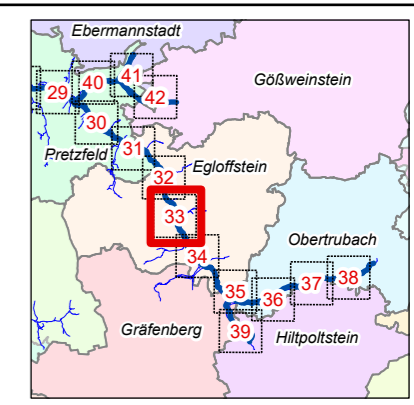 Ebermannstadt
41
40
29
42
Gößweinstein
30
31
Pretzfeld
Egloffstein
32
33
Obertrubach
34
38
37
35
36
39
Gräfenberg
Hiltpoltstein